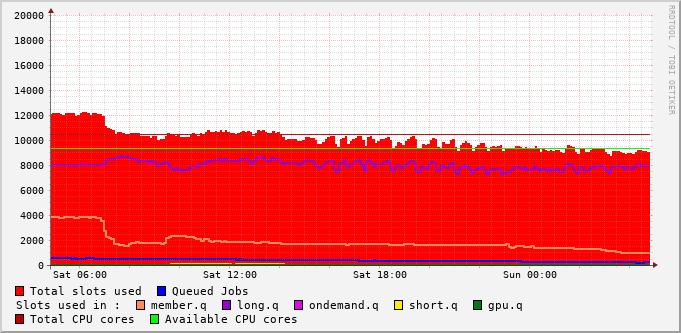 20000
18000
16000
14000
12000
10000
8000
6000
4000
2000
0
Sat 06:00 Sat 12:00 Sat 18:00 Sun 00:00
RRDTOOL / TOBI OETIKER
Total slots used Queued Jobs
Slots used in : member.q long.q ondemand.q short.q gpu.q
Total CPU cores Available CPU cores